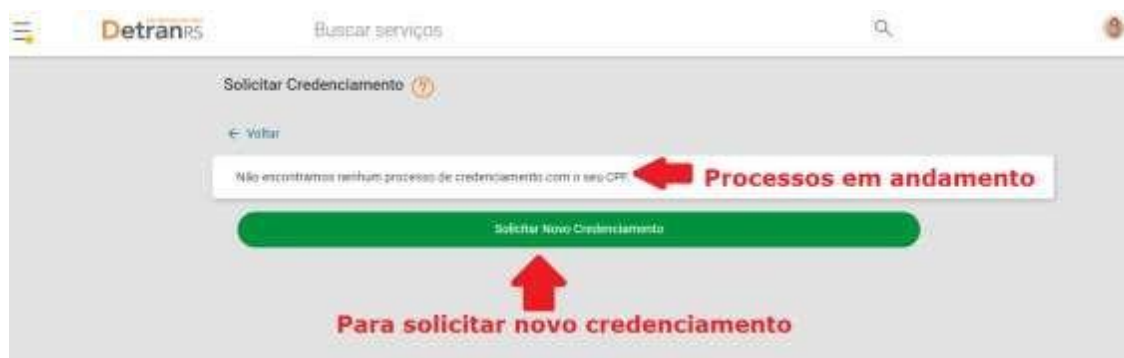 DetranRS
Buscar serviços
Solicitar Credenciamento ?
← Voltar
Não encontramos nenhum processo de credenciamento com o seu CPF.
Processos em andamento
Solicitar Novo Credenciamento
Para solicitar novo credenciamento